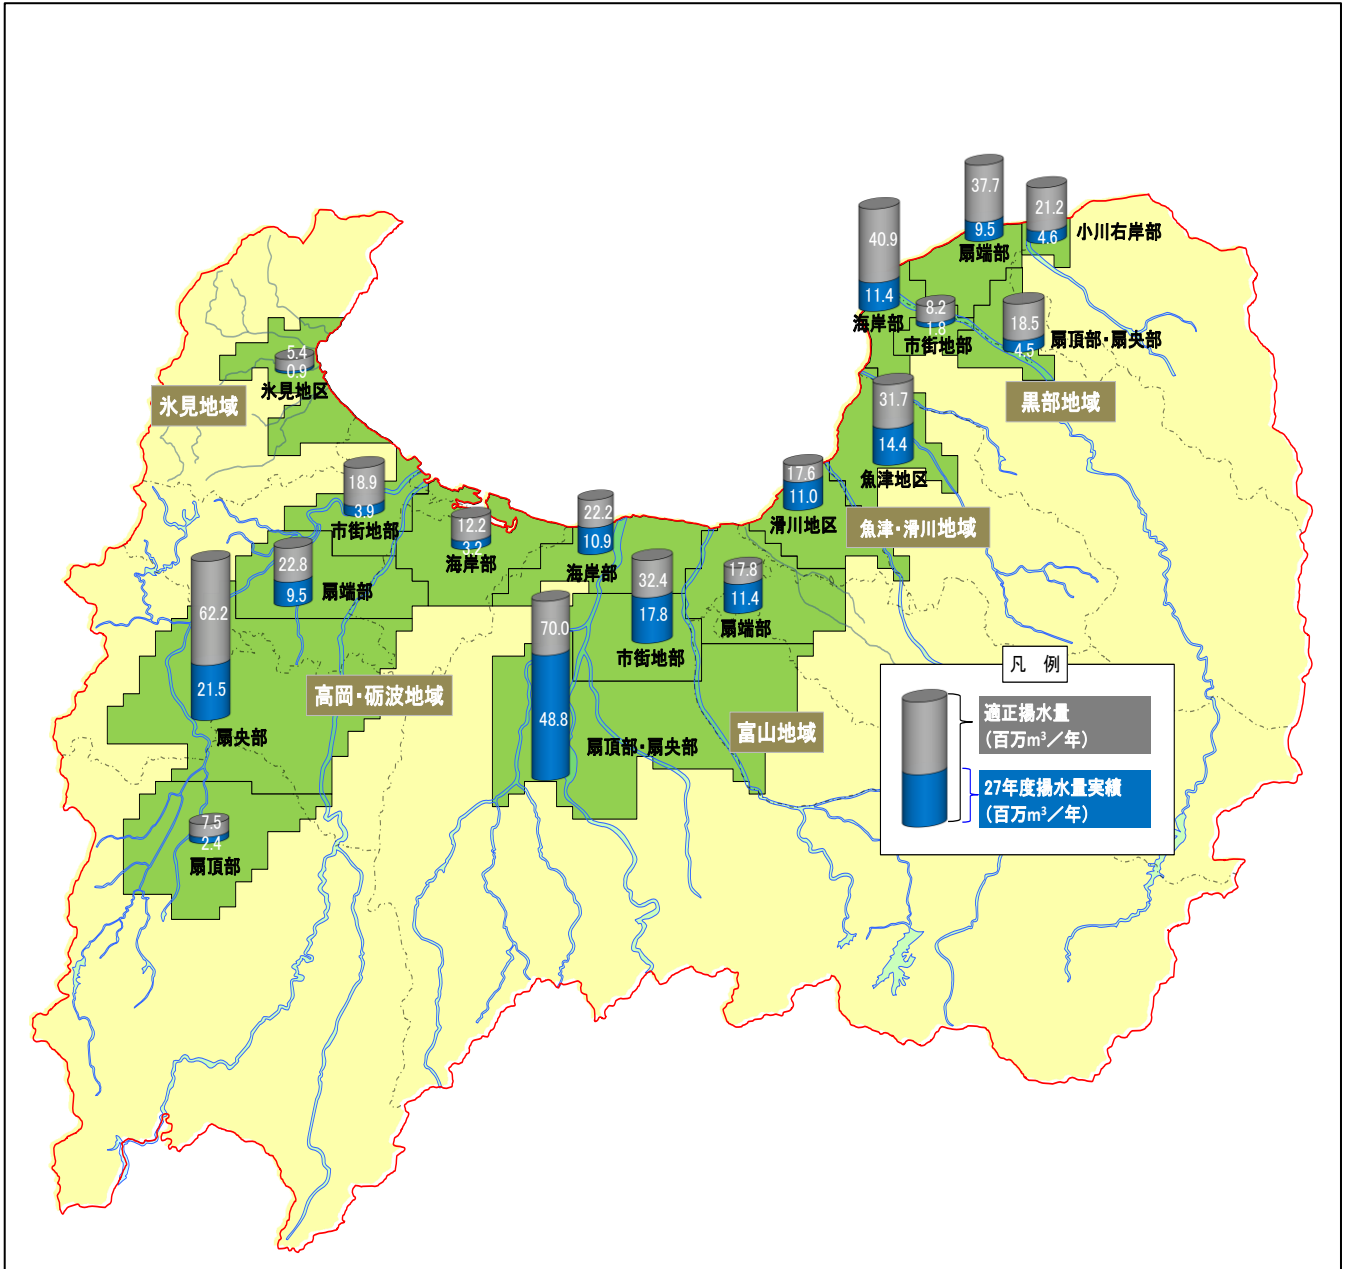 37.7
9.5
扇端部
21.2
4.6
小川右岸部
40.9
11.4
海岸部
8.2
1.8
市街地部
18.5
4.5
扇頂部・扇央部
黒部地域
5.4
0.9
氷見地区
氷見地域
31.7
14.4
魚津地区
17.6
11.0
滑川地区
魚津・滑川地域
18.9
3.9
市街地部
12.2
3.2
海岸部
22.2
10.9
海岸部
22.8
9.5
扇端部
32.4
17.8
市街地部
17.8
11.4
扇端部
62.2
21.5
扇央部
高岡・砺波地域
70.0
48.8
扇頂部・扇央部
富山地域
7.5
2.4
扇頂部
凡 例
適正揚水量
(百万m³／年)
27年度揚水量実績
(百万m³／年)